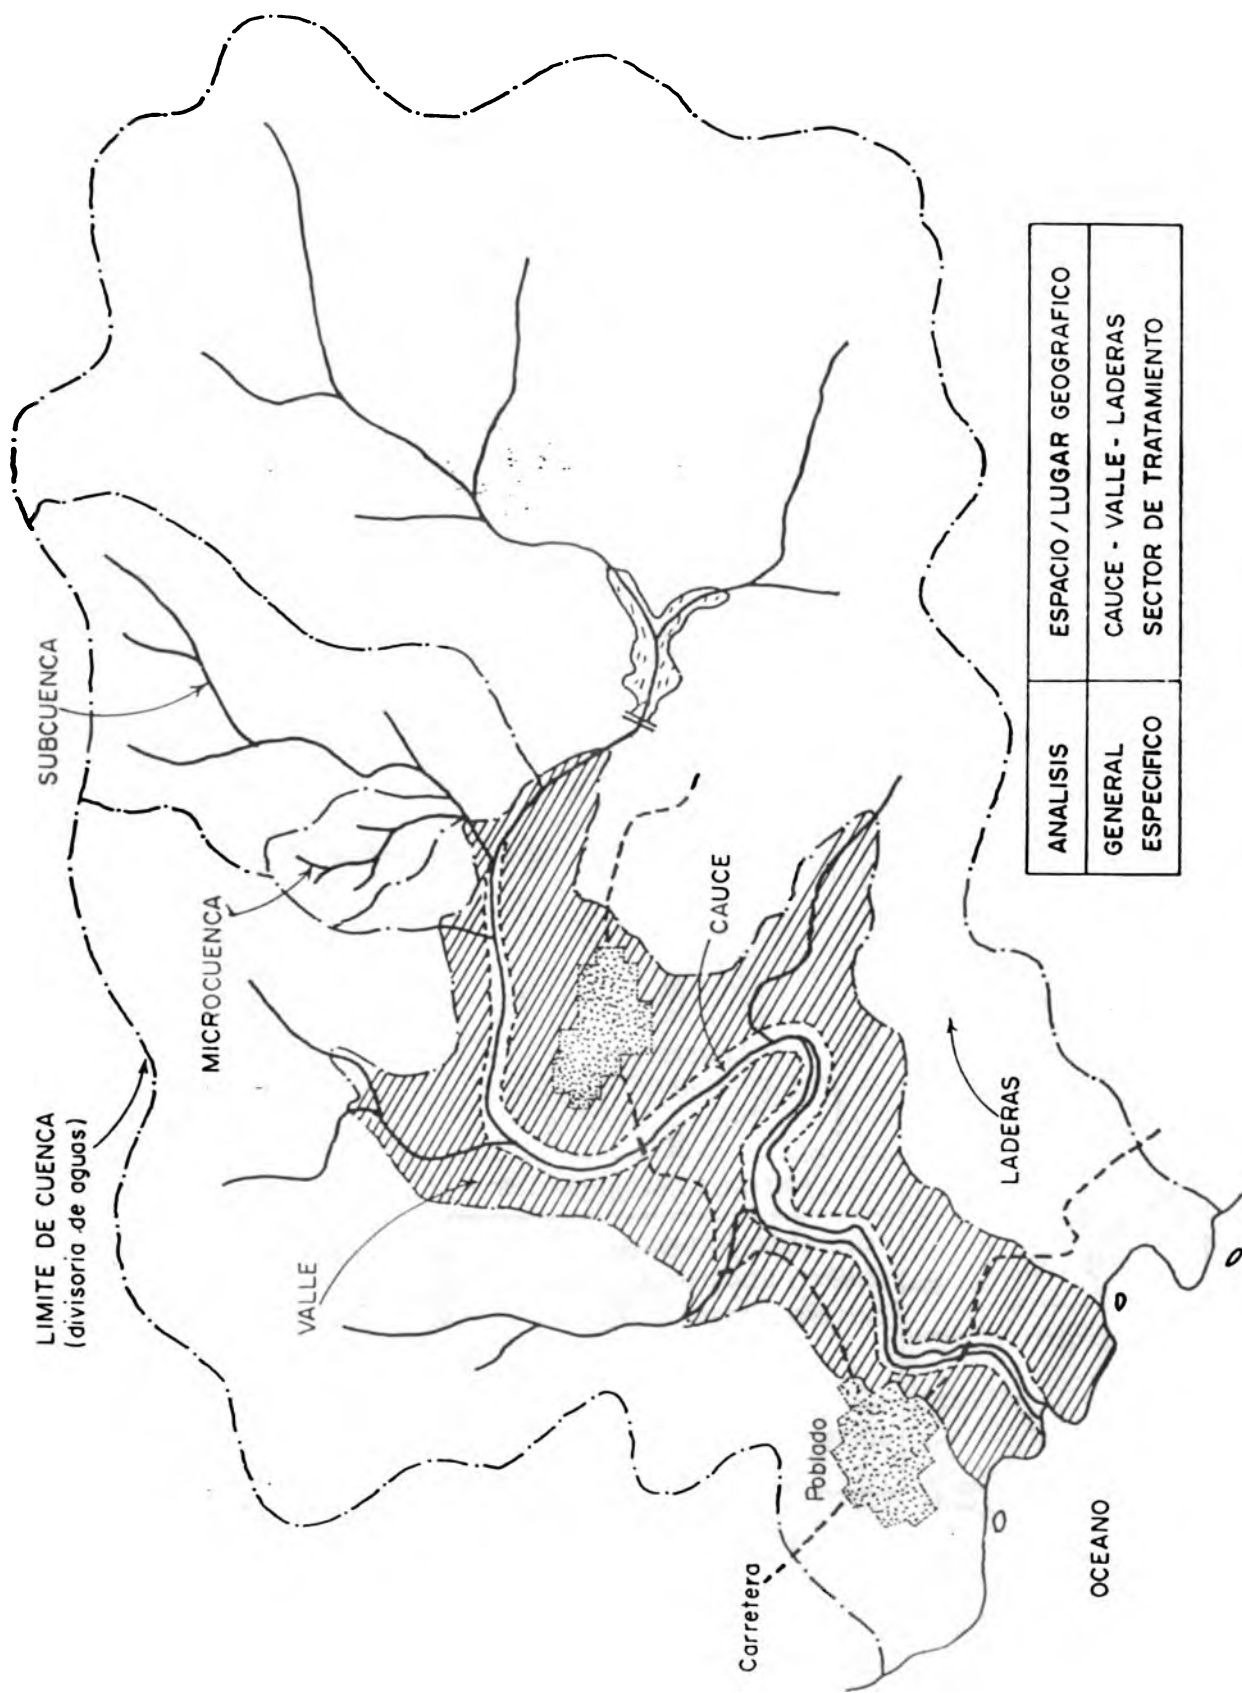 LIMITE DE CUENCA
(divisoria de aguas)
SUBCUENCA
MICROCUENCA
VALLE
CAUCE
LADERAS
Poblado
Carretera
OCEANO
ANALISIS
ESPACIO / LUGAR GEOGRAFICO
GENERAL
CAUCE - VALLE - LADERAS
ESPECIFICO
SECTOR DE TRATAMIENTO